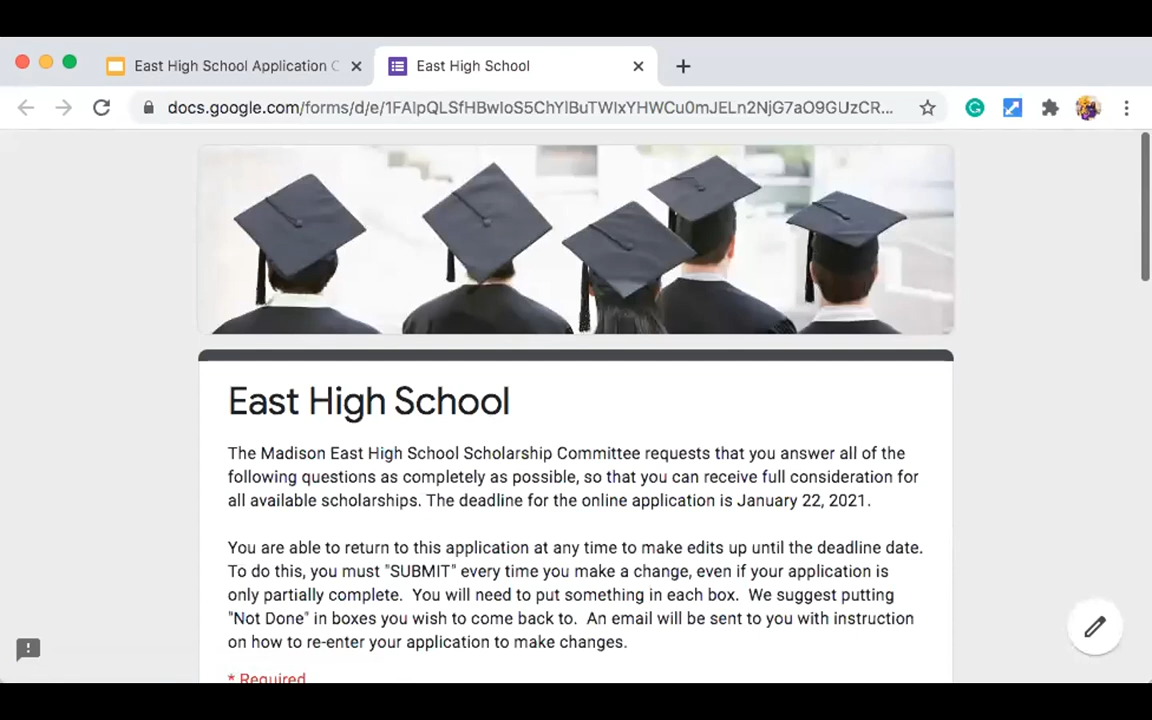 East High School Application C
East High School
docs.google.com/forms/d/e/1FAIpQLSfHBwIoS5ChYlBuTWIxYHWCu0mJELn2NjG7aO9GUzCR...
East High School
The Madison East High School Scholarship Committee requests that you answer all of the
following questions as completely as possible, so that you can receive full consideration for
all available scholarships. The deadline for the online application is January 22, 2021.
You are able to return to this application at any time to make edits up until the deadline date.
To do this, you must "SUBMIT" every time you make a change, even if your application is
only partially complete. You will need to put something in each box. We suggest putting
"Not Done" in boxes you wish to come back to. An email will be sent to you with instruction
on how to re-enter your application to make changes.
* Required